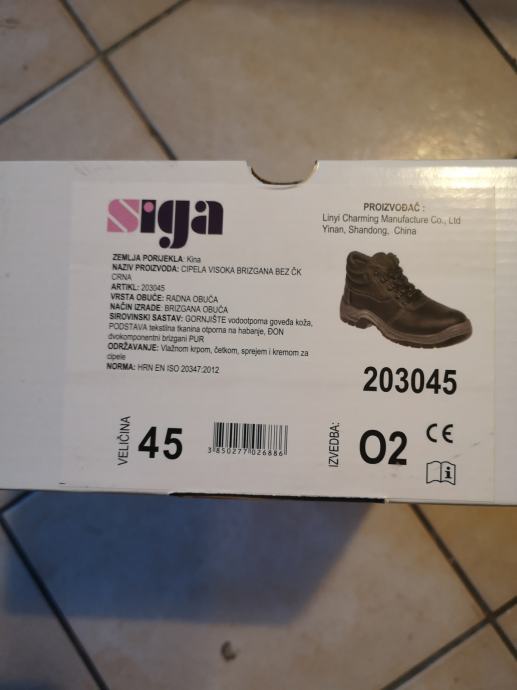 siga
PROIZVOĐAČ :
Linyi Charming Manufacture Co., Ltd
Yinan, Shandong, China
ZEMLJA PORIJEKLA: Kina
NAZIV PROIZVODA: CIPELA VISOKA BRIZGANA BEZ ČK
CRNA
ARTIKL: 203045
VRSTA OBUĆE: RADNA OBUĆA
NAČIN IZRADE: BRIZGANA OBUĆA
SIROVINSKI SASTAV: GORNJIŠTE vodootporna goveđa koža,
PODSTAVA tekstilna tkanina otporna na habanje, ĐON
dvokomponentni brizgani PUR
ODRŽAVANJE: Vlažnom krpom, četkom, sprejem i kremom za
cipele
NORMA: HRN EN ISO 20347:2012
203045
VELIČINA
45
3 850277 026886
IZVEDBA:
O2
CE
i